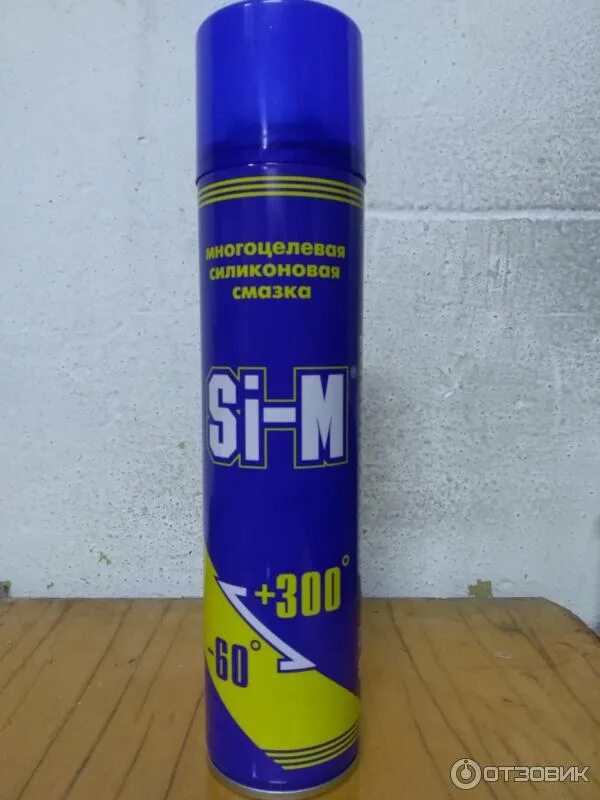 многоцелевая
силиконовая
смазка
Si-M®
+300°
-60°
ОТЗОВИК